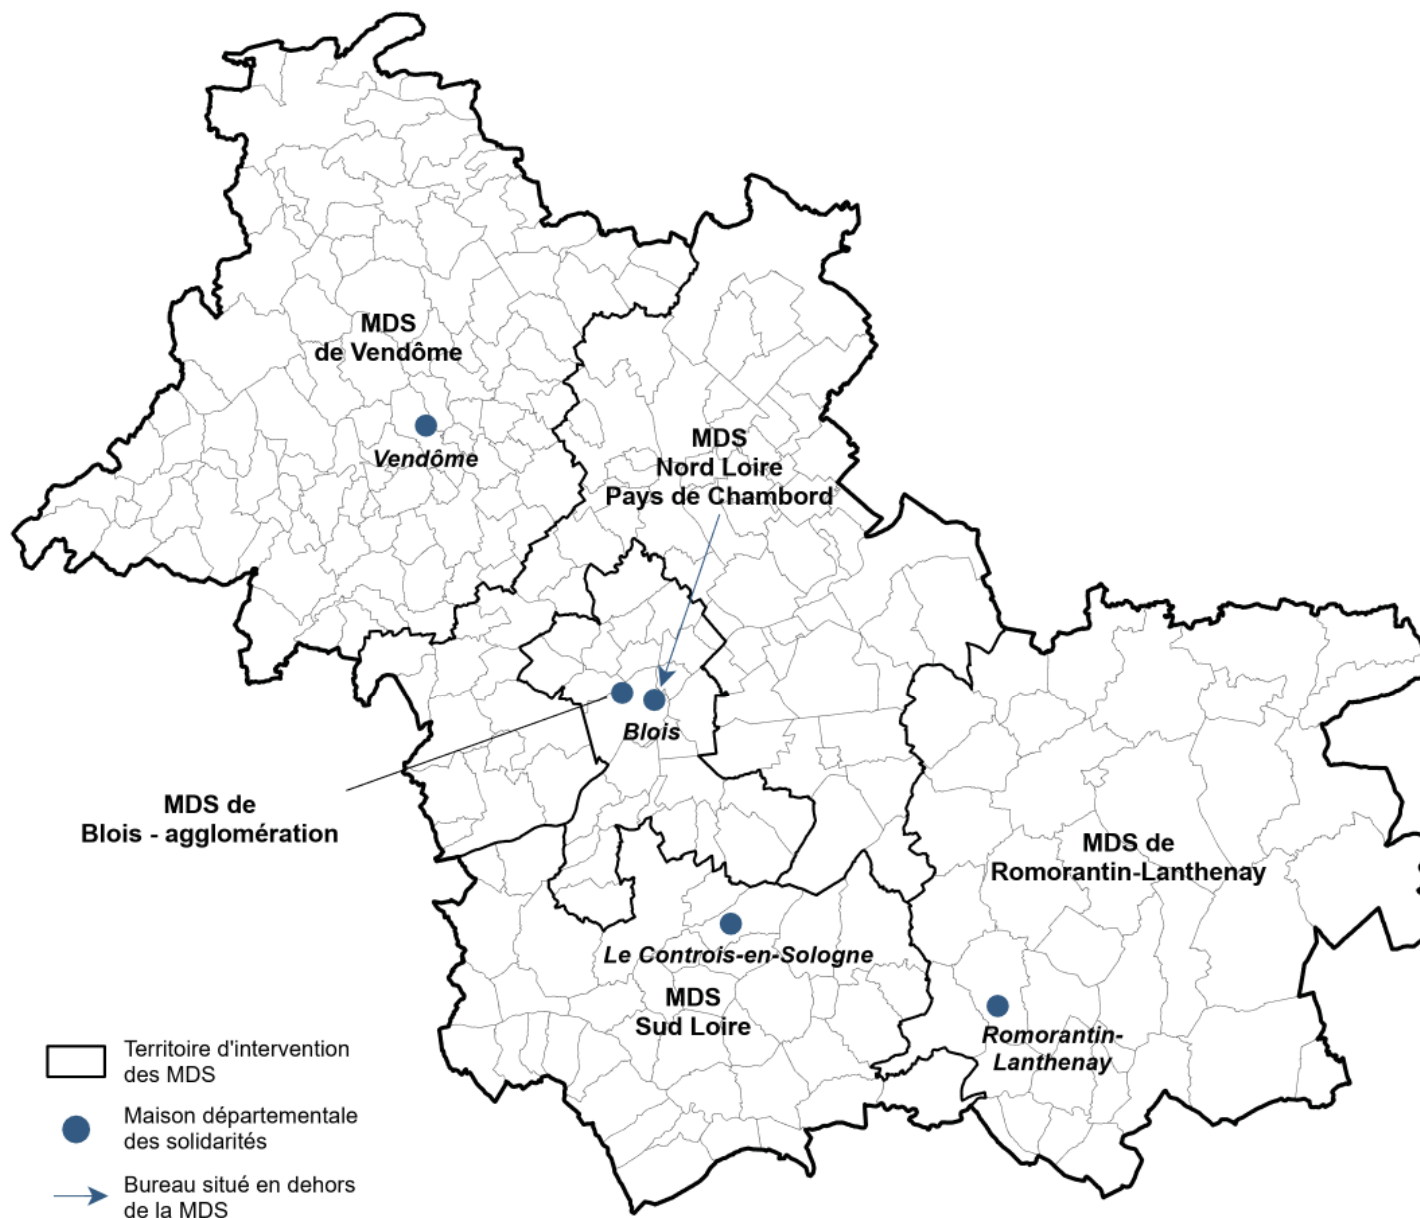 MDS
de Vendôme
Vendôme
MDS
Nord Loire
Pays de Chambord
Blois
MDS de
Blois - agglomération
MDS de
Romorantin-Lanthenay
Le Controis-en-Sologne
MDS
Sud Loire
Romorantin-
Lanthenay
Territoire d'intervention
des MDS
Maison départementale
des solidarités
Bureau situé en dehors
de la MDS